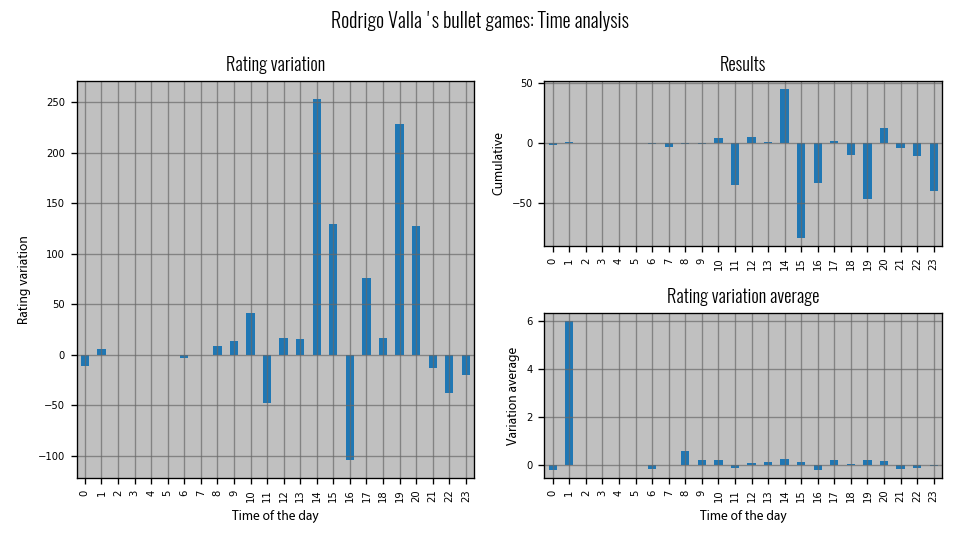 Rodrigo Valla 's bullet games: Time analysis
Rating variation
Rating variation
250
200
150
100
50
0
−50
−100
0 1 2 3 4 5 6 7 8 9 10 11 12 13 14 15 16 17 18 19 20 21 22 23
Time of the day
Results
Cumulative
50
0
−50
0 1 2 3 4 5 6 7 8 9 10 11 12 13 14 15 16 17 18 19 20 21 22 23
Rating variation average
Variation average
6
4
2
0
0 1 2 3 4 5 6 7 8 9 10 11 12 13 14 15 16 17 18 19 20 21 22 23
Time of the day